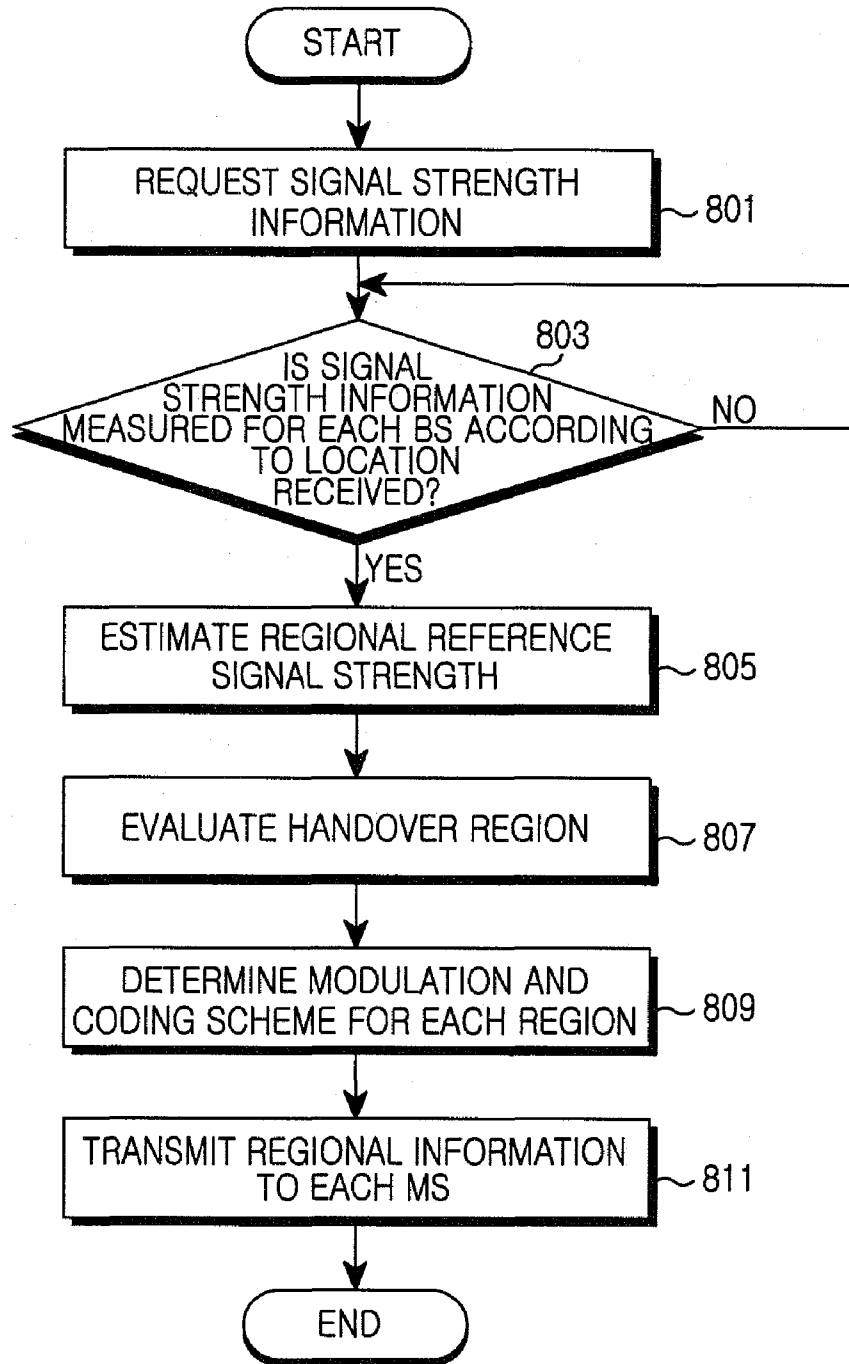 START
REQUEST SIGNAL STRENGTH
INFORMATION
801
803
IS SIGNAL
STRENGTH INFORMATION
MEASURED FOR EACH BS ACCORDING
TO LOCATION
RECEIVED?
NO
YES
ESTIMATE REGIONAL REFERENCE
SIGNAL STRENGTH
805
EVALUATE HANDOVER REGION
807
DETERMINE MODULATION AND
CODING SCHEME FOR EACH REGION
809
TRANSMIT REGIONAL INFORMATION
TO EACH MS
811
END